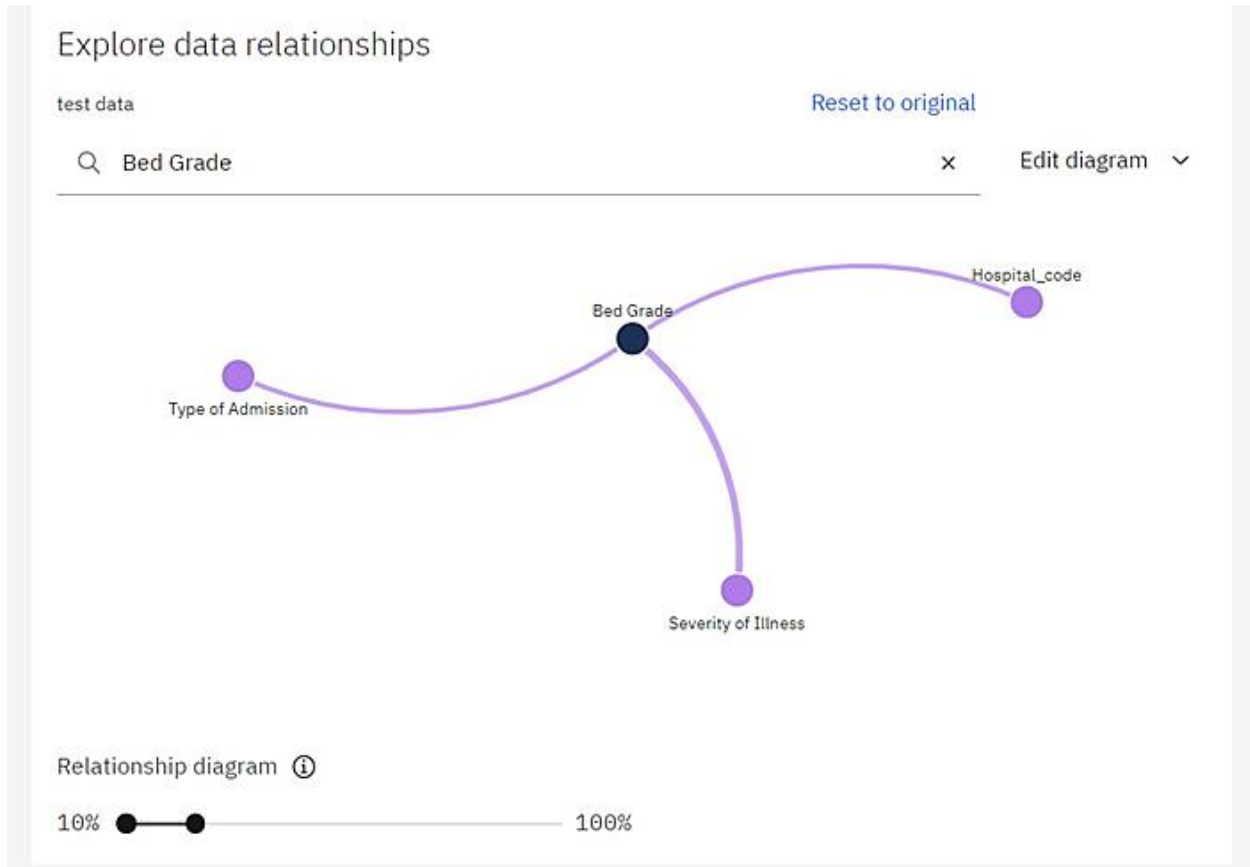 Explore data relationships
test data
Reset to original
Bed Grade
Edit diagram
Hospital_code
Bed Grade
Type of Admission
Severity of Illness
Relationship diagram
10%
100%